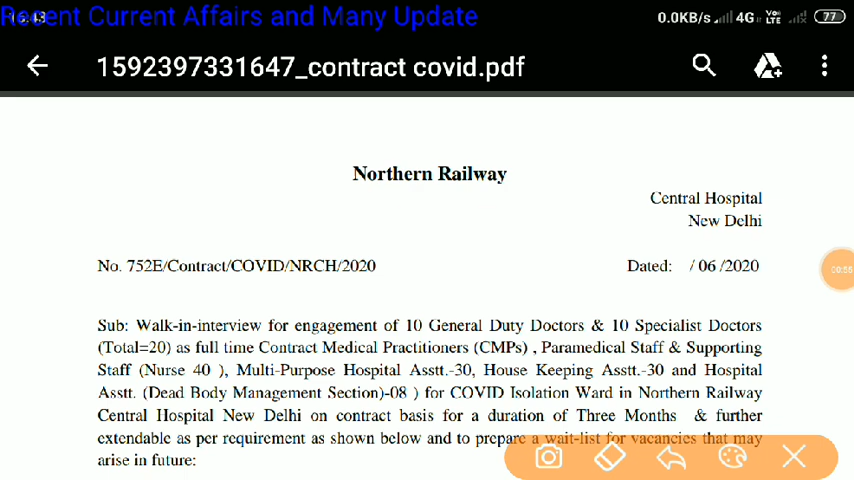 Recent Current Affairs and Many Update
0.0KB/s 4G Vo LTE 77
1592397331647_contract covid.pdf
Northern Railway
Central Hospital
New Delhi
No. 752E/Contract/COVID/NRCH/2020 Dated: / 06 /2020
00:56
Sub: Walk-in-interview for engagement of 10 General Duty Doctors & 10 Specialist Doctors
(Total=20) as full time Contract Medical Practitioners (CMPs) , Paramedical Staff & Supporting
Staff (Nurse 40 ), Multi-Purpose Hospital Asstt.-30, House Keeping Asstt.-30 and Hospital
Asstt. (Dead Body Management Section)-08 ) for COVID Isolation Ward in Northern Railway
Central Hospital New Delhi on contract basis for a duration of Three Months & further
extendable as per requirement as shown below and to prepare a wait-list for vacancies that may
arise in future: